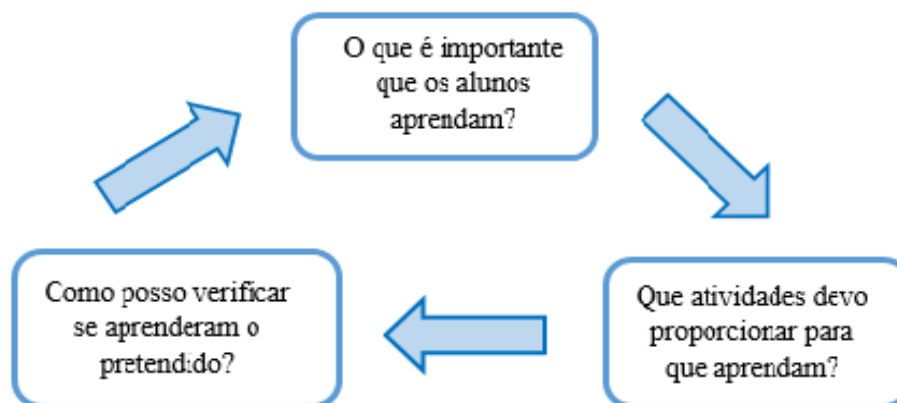 O que é importante
que os alunos
aprendam?
Que atividades devo
proporcionar para
que aprendam?
Como posso verificar
se aprenderam o
pretendido?